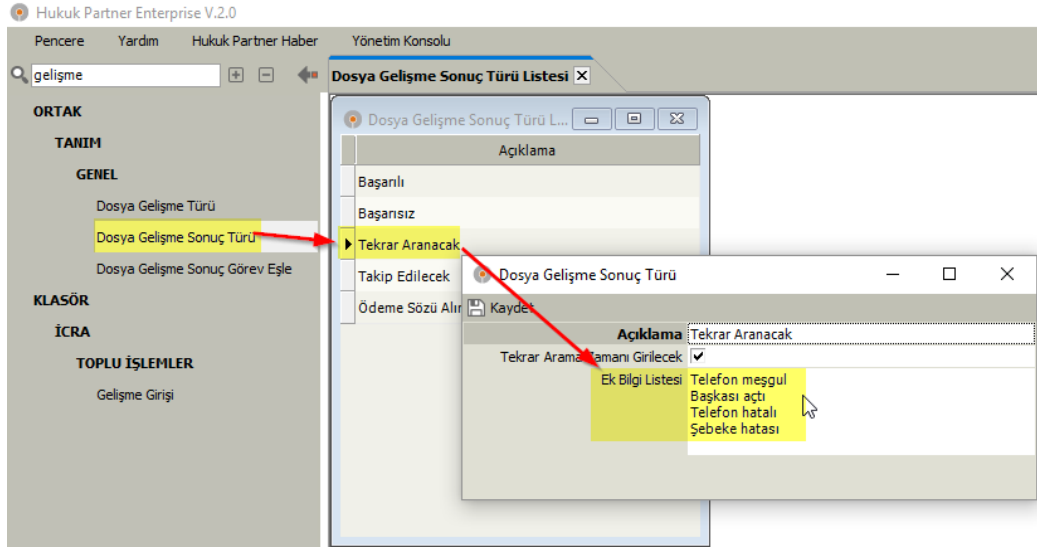 Hukuk Partner Enterprise V.2.0
Pencere Yardım Hukuk Partner Haber Yönetim Konsolu
gelişme
Dosya Gelişme Sonuç Türü Listesi
ORTAK
TANIM
GENEL
Dosya Gelişme Türü
Dosya Gelişme Sonuç Türü
Dosya Gelişme Sonuç Görev Eşle
KLASÖR
İCRA
TOPLU İŞLEMLER
Gelişme Girişi
Dosya Gelişme Sonuç Türü L...
Açıklama
Başarılı
Başarısız
Tekrar Aranacak
Takip Edilecek
Ödeme Sözü Alır
Dosya Gelişme Sonuç Türü
Kaydet
Açıklama Tekrar Aranacak
Tekrar Arama Zamanı Girilecek
Ek Bilgi Listesi Telefon meşgul
Başkası açtı
Telefon hatalı
Şebeke hatası